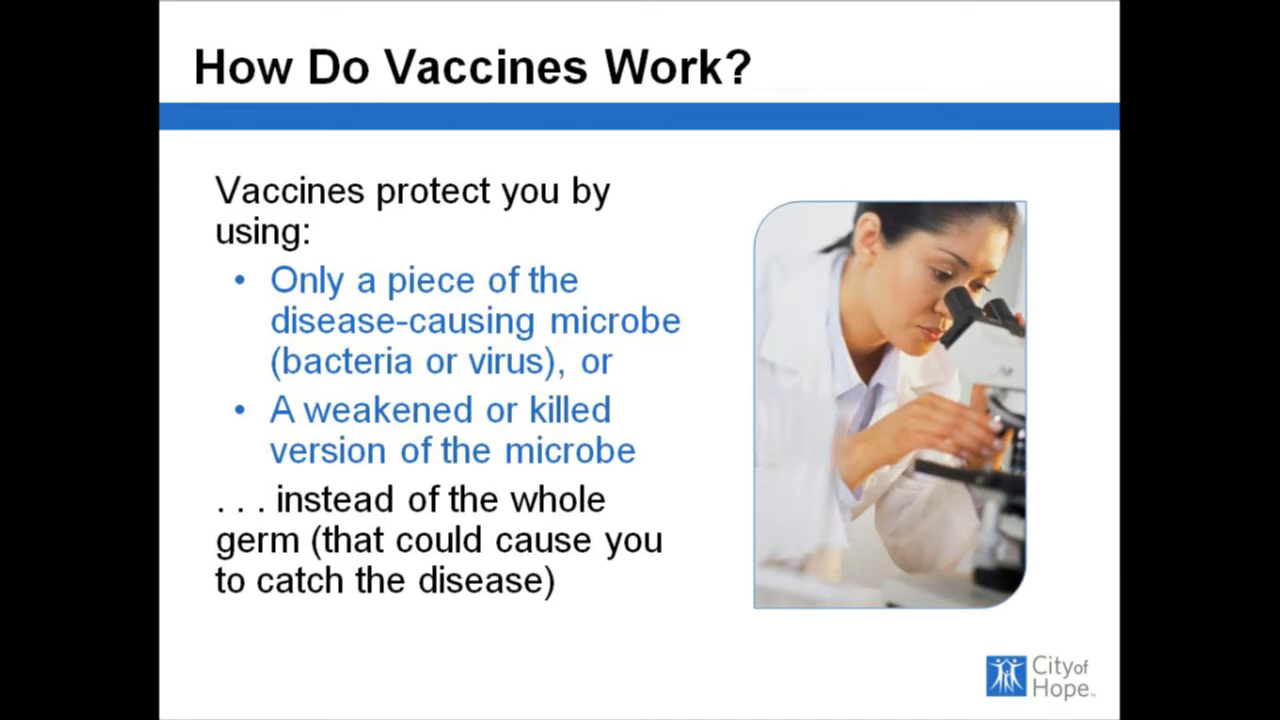 How Do Vaccines Work?
Vaccines protect you by
using:
• Only a piece of the
disease-causing microbe
(bacteria or virus), or
• A weakened or killed
version of the microbe
. . . instead of the whole
germ (that could cause you
to catch the disease)
City of
Hope™